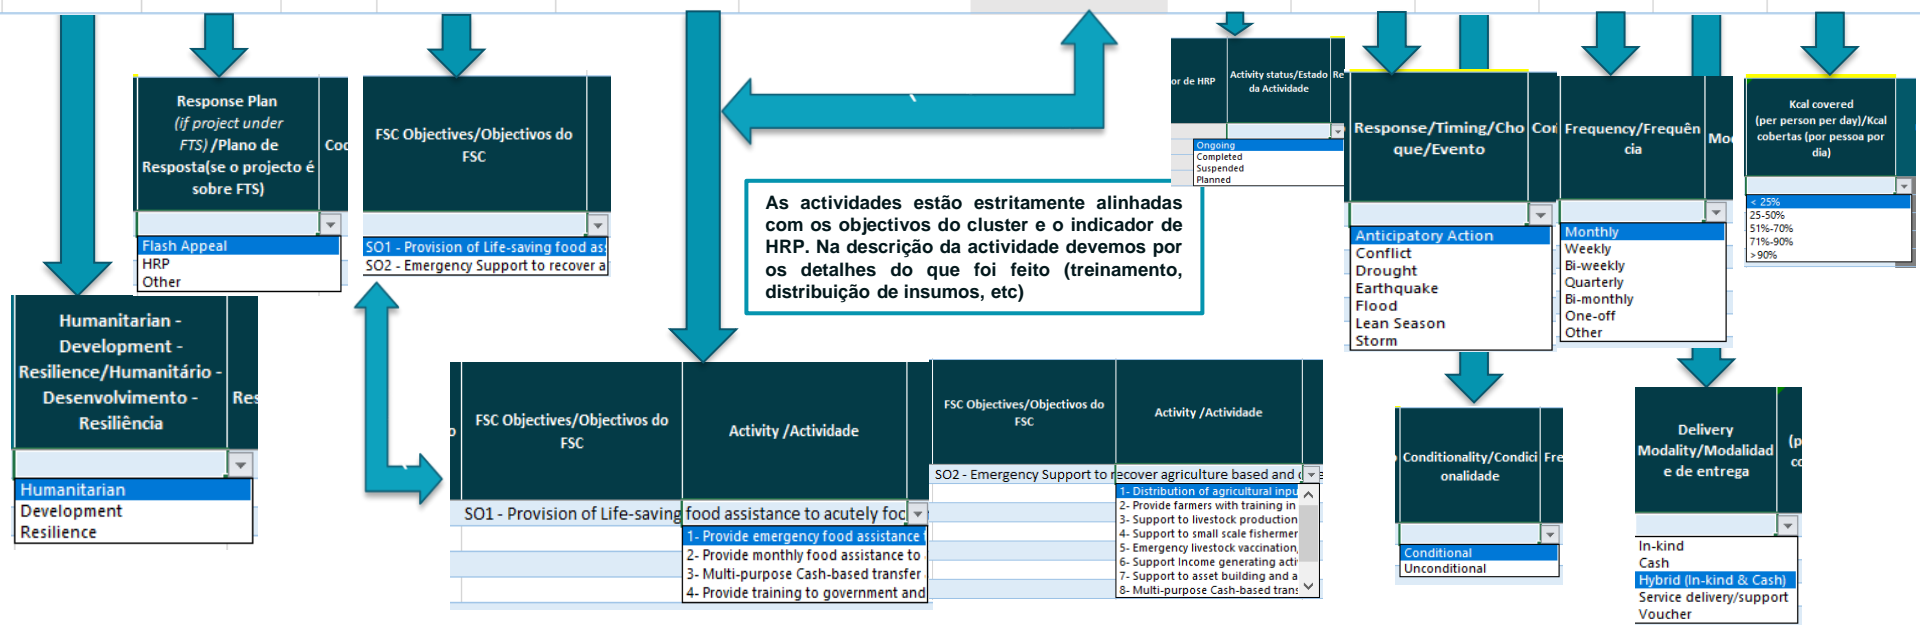 Response Plan
(if project under
FTS) /Plano de
Resposta(se o projecto é
sobre FTS)
Flash Appeal
HRP
Other
FSC Objectives/Objectivos do
FSC
SO1 - Provision of Life-saving food as
SO2 - Emergency Support to recover a
Humanitarian -
Development -
Resilience/Humanitário -
Desenvolvimento -
Resiliência
Res
Humanitarian
Development
Resilience
As actividades estão estritamente alinhadas
com os objectivos do cluster e o indicador de
HRP. Na descrição da actividade devemos por
os detalhes do que foi feito (treinamento,
distribuição de insumos, etc)
FSC Objectives/Objectivos do
FSC
Activity /Actividade
SO1 - Provision of Life-saving food assistance to acutely foo
1- Provide emergency food assistance
2- Provide monthly food assistance to
3- Multi-purpose Cash-based transfer
4- Provide training to government and
FSC Objectives/Objectivos do
FSC
Activity /Actividade
SO2 - Emergency Support to recover agriculture based and
1- Distribution of agricultural inpu
2- Provide farmers with training in
3- Support to livestock production
4- Support to small scale fishermer
5- Emergency livestock vaccination,
6- Support Income generating acti
7- Support to asset building and a
8- Multi-purpose Cash-based trans
or de HRP
Activity status/Estado
da Actividade
Re
Ongoing
Completed
Suspended
Planned
Response/Timing/Cho
que/Evento
Anticipatory Action
Conflict
Drought
Earthquake
Flood
Lean Season
Storm
Frequency/Frequên
cia
Monthly
Weekly
Bi-weekly
Quarterly
Bi-monthly
One-off
Other
Kcal covered
(per person per day)/Kcal
cobertas (por pessoa por
dia)
< 25%
25-50%
51%-70%
71%-90%
>90%
Conditionality/Condici
onalidade
Fre
Conditional
Unconditional
Delivery
Modality/Modalidad
e de entrega
In-kind
Cash
Hybrid (In-kind & Cash)
Service delivery/support
Voucher